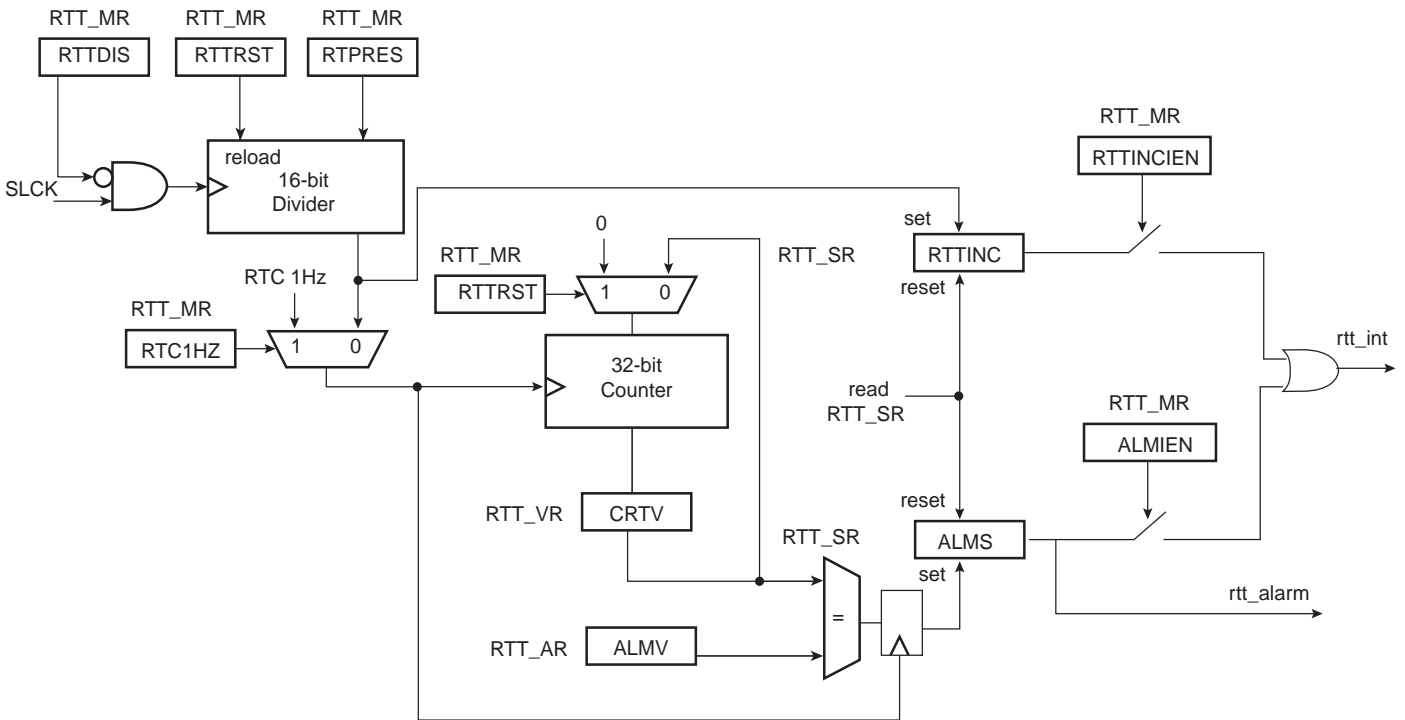 RTT_MR
RTT_MR
RTT_MR
RTTDIS
RTTRST
RTPRES
reload
16-bit
Divider
SLCK
RTT_MR
RTTINCIEN
set
RTTINC
reset
RTT_SR
0
RTT_MR
RTTRST
1 0
RTC 1Hz
RTT_MR
RTC1HZ
1 0
32-bit
Counter
rtt_int
read
RTT_SR
RTT_MR
ALMIEN
reset
ALMS
set
RTT_VR
CRTV
RTT_SR
=
rtt_alarm
RTT_AR
ALMV